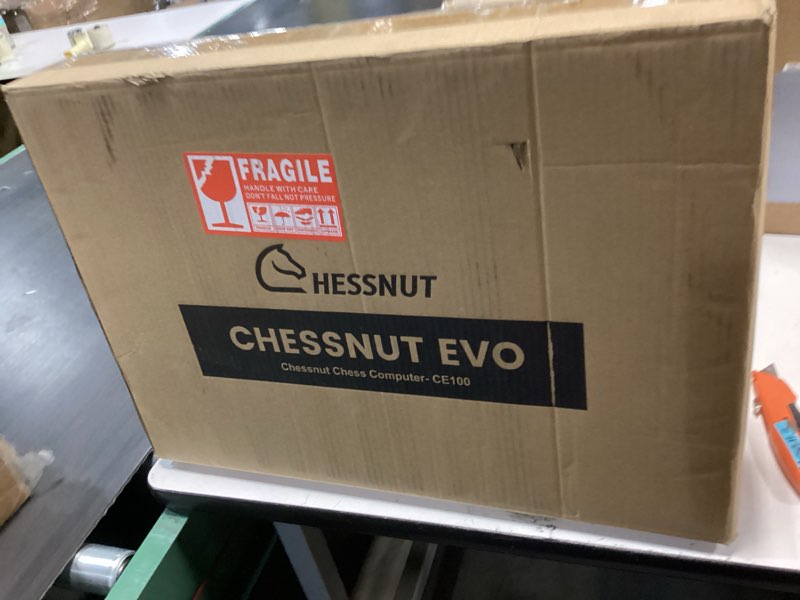 FRAGILE
HANDLE WITH CARE
DON'T FALL NOT PRESSURE
HESSNUT
CHESSNUT EVO
Chessnut Chess Computer- CE100